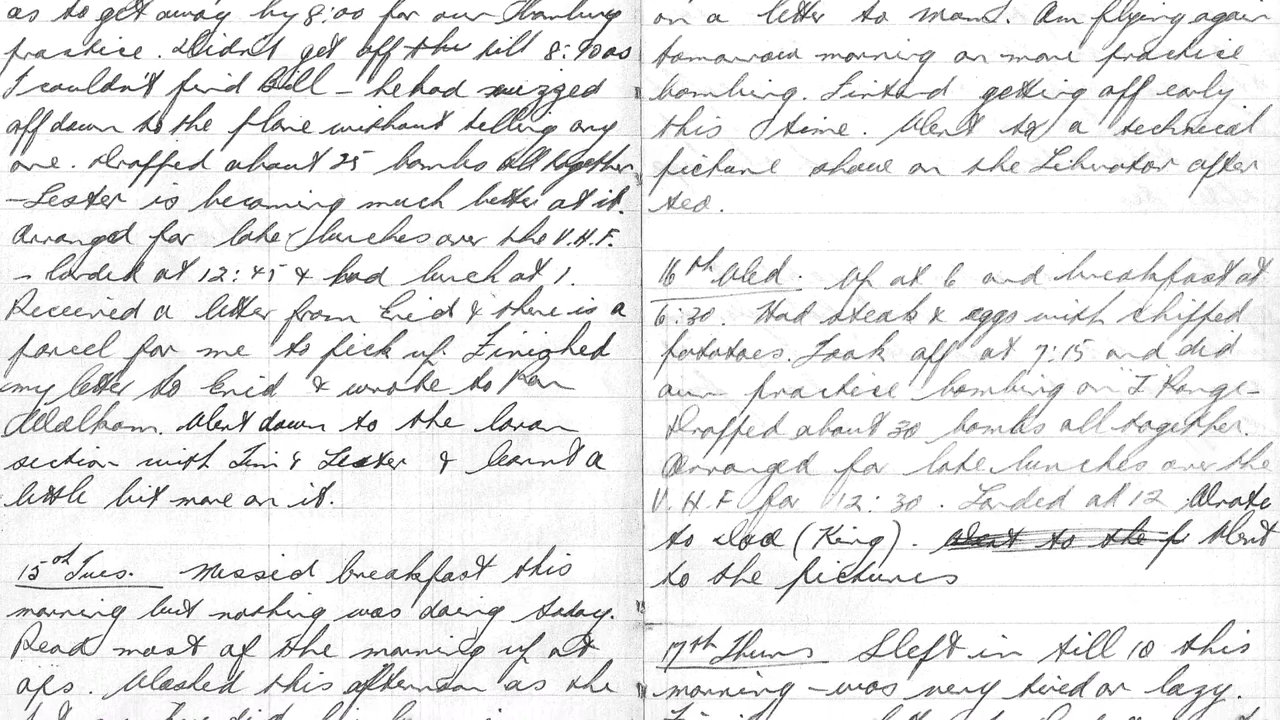 as to get away by 8:00 for our bombing
practice. Didn't get off the till 8:40 as
I couldn't find Bill – he had
off down to the plane without telling any
one. Dropped about 25 bombs all together
– Lester is becoming much better at it.
Arranged for late lunches over the V.H.F.
– landed at 12:45 & had lunch at 1.
Received a letter from Enid & there is a
parcel for me to pick up. Finished
my letter to Enid & wrote to
Went down to the loran
section with Jim & Lester & learnt a
little bit more on it.
15th Tues. Missed breakfast this
morning but nothing was doing today.
Read most of the morning up at
ops. Washed this afternoon as the
on a letter to mom. Am flying again
tomorrow morning on more practice
bombing. Intend getting off early
this time. Went to a technical
picture show on the Liberator after
tea.
16th Wed. Up at 6 and breakfast at
6:30. Had steak & eggs with chipped
potatoes. Took off at 7:15 and did
our practice bombing on "I" Range –
Dropped about 30 bombs all together.
Arranged for late lunches over the
V.H.F for 12:30. Landed at 12 Wrote
to Dad (King). Went to the p Went
to the pictures
17th Thurs Slept in till 10 this
morning – was very tired or lazy.